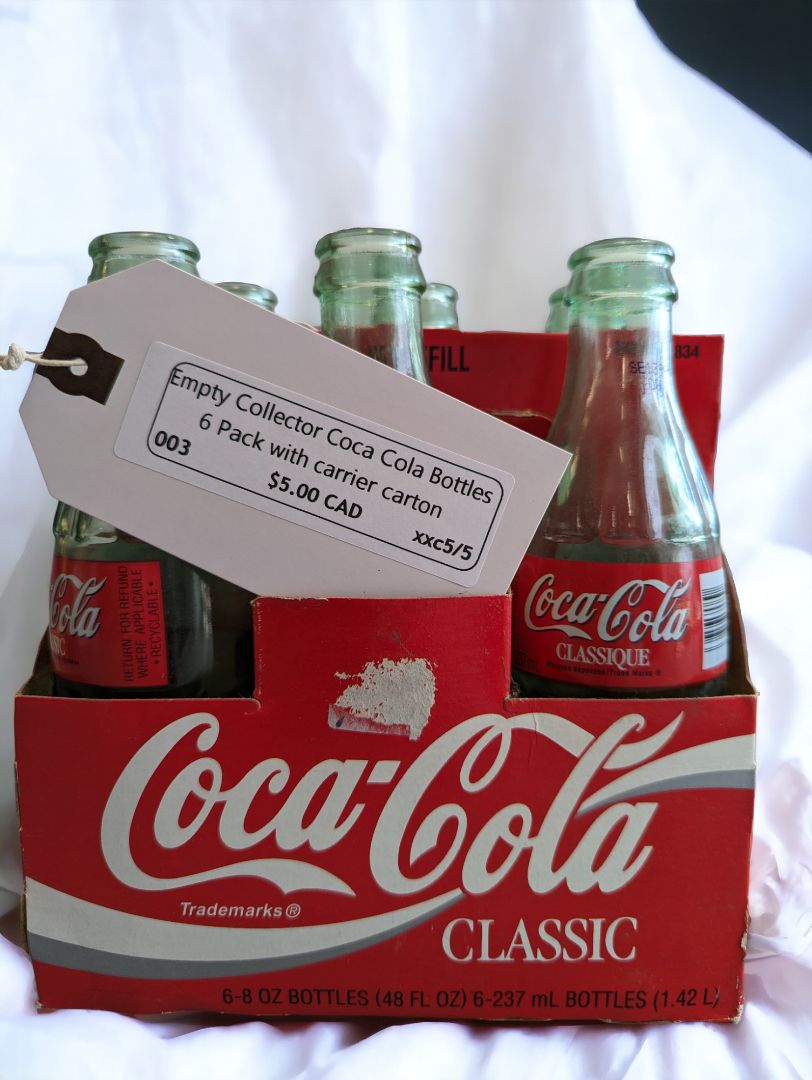 FILL
834
Empty Collector Coca Cola Bottles
6 Pack with carrier carton
003
$5.00 CAD
xxc5/5
Cola
RETURN FOR REFUND
WHERE APPLICABLE
• RECYCLABLE •
Coca-Cola
CLASSIQUE
Coca-Cola
Trademarks®
CLASSIC
6-8 OZ BOTTLES (48 FL OZ) 6-237 mL BOTTLES (1.42 L)